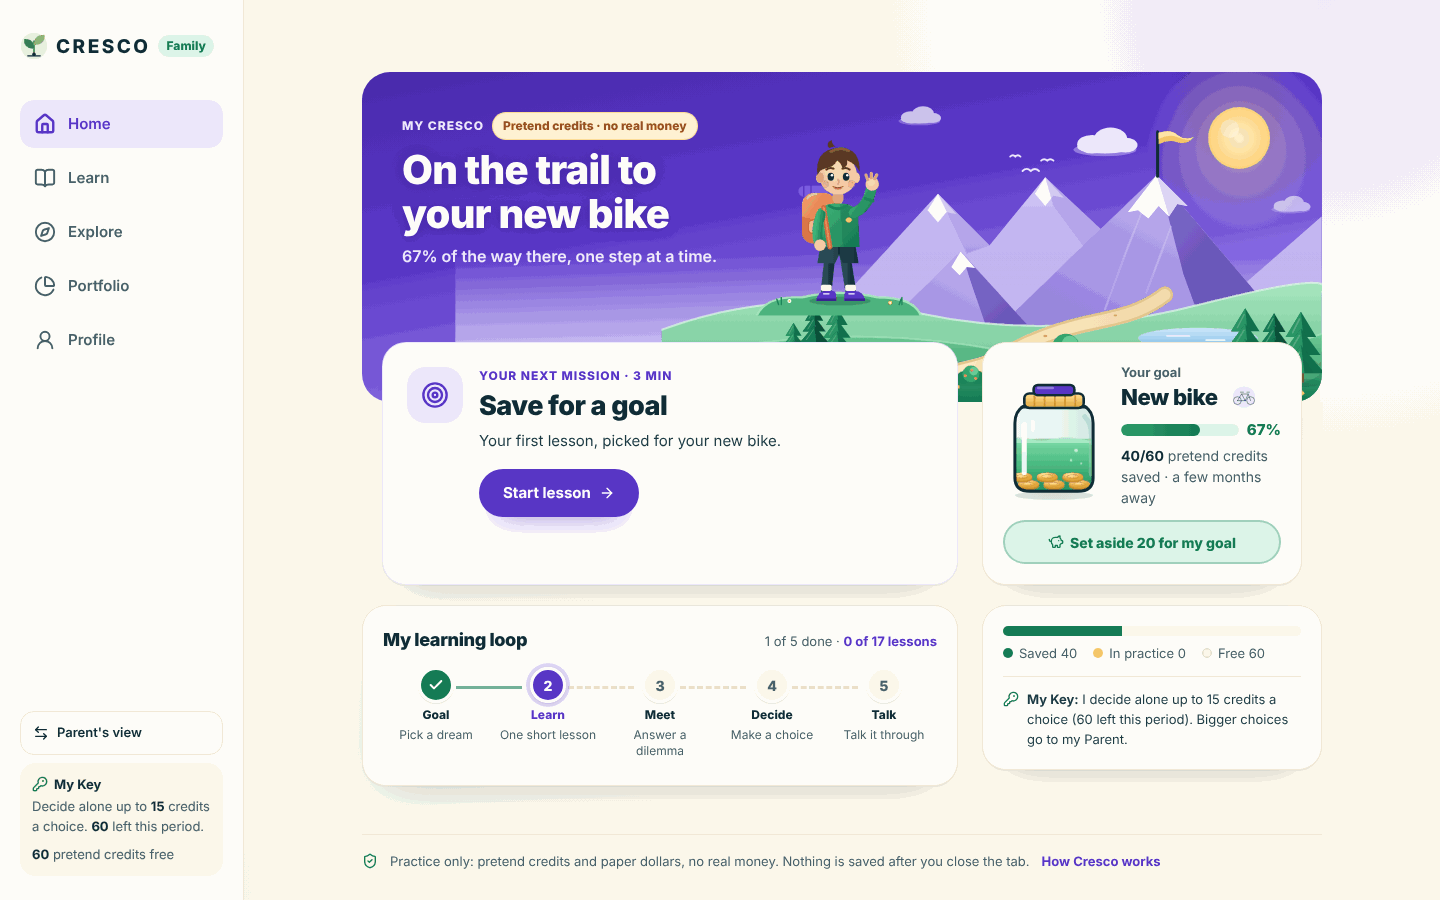 CRESCO Family
Home
Learn
Explore
Portfolio
Profile
Parent's view
My Key
Decide alone up to 15 credits
a choice. 60 left this period.
60 pretend credits free
MY CRESCO Pretend credits · no real money
On the trail to
your new bike
67% of the way there, one step at a time.
YOUR NEXT MISSION · 3 MIN
Save for a goal
Your first lesson, picked for your new bike.
Start lesson
Your goal
New bike
67%
40/60 pretend credits
saved · a few months
away
Set aside 20 for my goal
My learning loop
1 of 5 done · 0 of 17 lessons
2 3 4 5
Goal Learn Meet Decide Talk
Pick a dream One short lesson Answer a Make a choice Talk it through
dilemma
Saved 40 In practice 0 Free 60
My Key: I decide alone up to 15 credits a
choice (60 left this period). Bigger choices
go to my Parent.
Practice only: pretend credits and paper dollars, no real money. Nothing is saved after you close the tab. How Cresco works